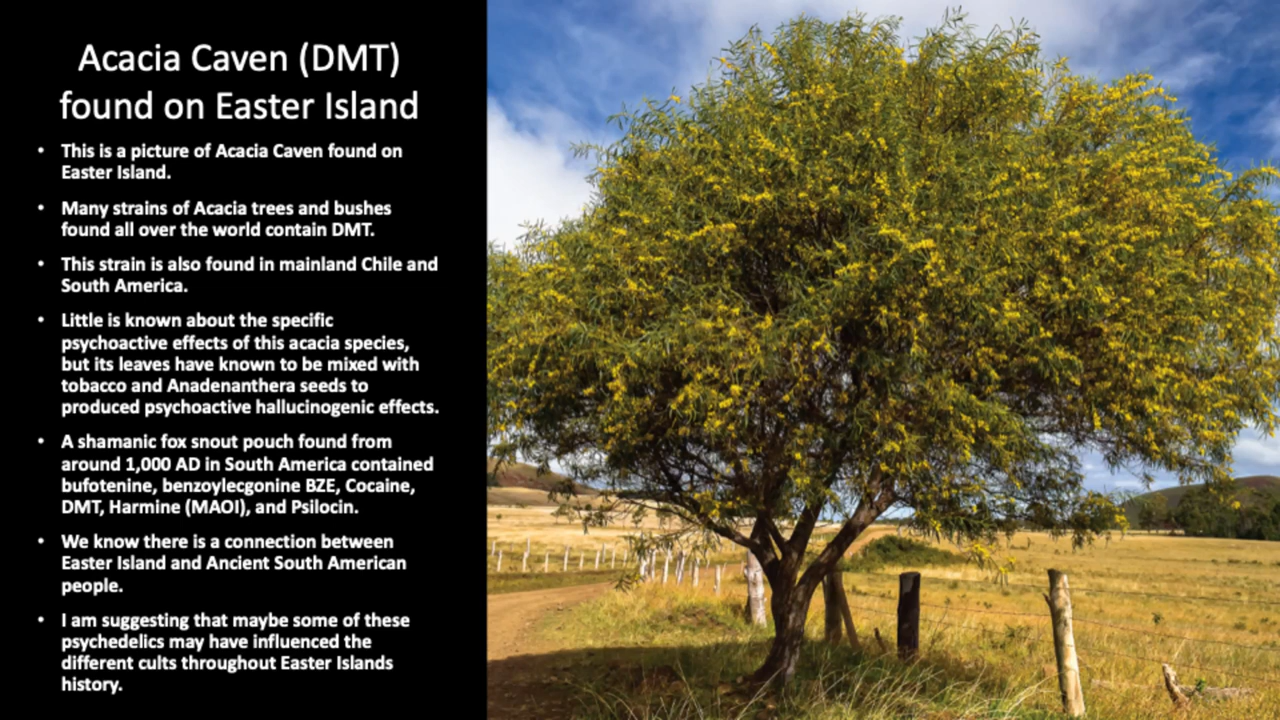 Acacia Caven (DMT)
found on Easter Island
• This is a picture of Acacia Caven found on
Easter Island.
• Many strains of Acacia trees and bushes
found all over the world contain DMT.
• This strain is also found in mainland Chile and
South America.
• Little is known about the specific
psychoactive effects of this acacia species,
but its leaves have known to be mixed with
tobacco and Anadenanthera seeds to
produced psychoactive hallucinogenic effects.
• A shamanic fox snout pouch found from
around 1,000 AD in South America contained
bufotenine, benzoylecgonine BZE, Cocaine,
DMT, Harmine (MAOI), and Psilocin.
• We know there is a connection between
Easter Island and Ancient South American
people.
• I am suggesting that maybe some of these
psychedelics may have influenced the
different cults throughout Easter Islands
history.